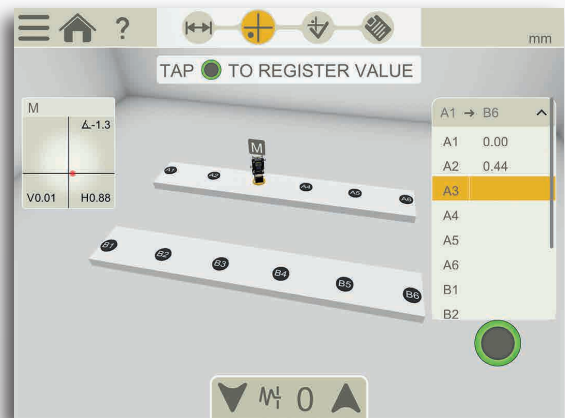 ?
mm
TAP TO REGISTER VALUE
M
∡-1.3
V0.01 H0.88
M
A1 A2 A4 A5 A6
B1 B2 B3 B4 B5 B6
A1 → B6
A1 0.00
A2 0.44
A3
A4
A5
A6
B1
B2
0